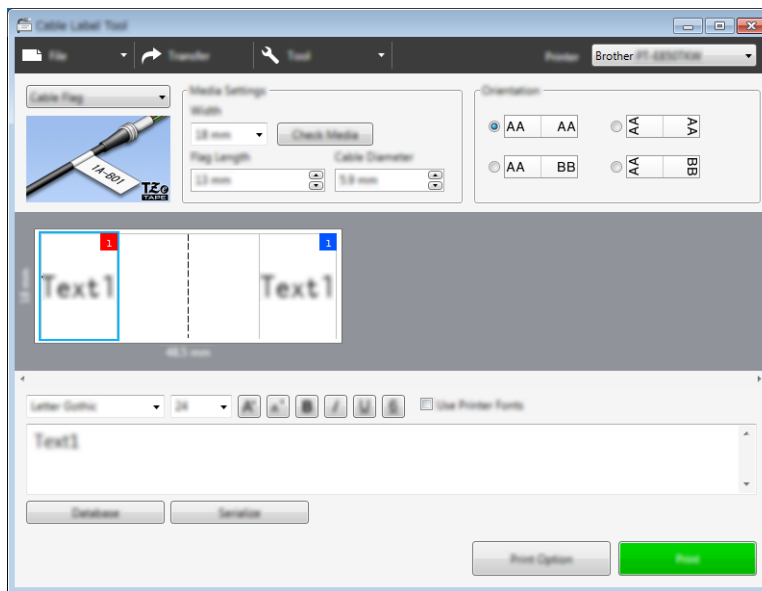 Cable Label Tool
File
Transfer
Tool
Printer
Brother
Cable Flag
Media Settings
Width
18 mm
Check Media
Flag Length
Cable Diameter
13 mm
5.9 mm
Orientation
AA AA
AA AA
AA BB
AA BB
1A-B01
TZe
TAPE
1
1
Text1
Text1
18 mm
48.5 mm
Letter Gothic
24
A
A
B
I
U
Use Printer Fonts
Text1
Database
Serialize
Print Option
Print